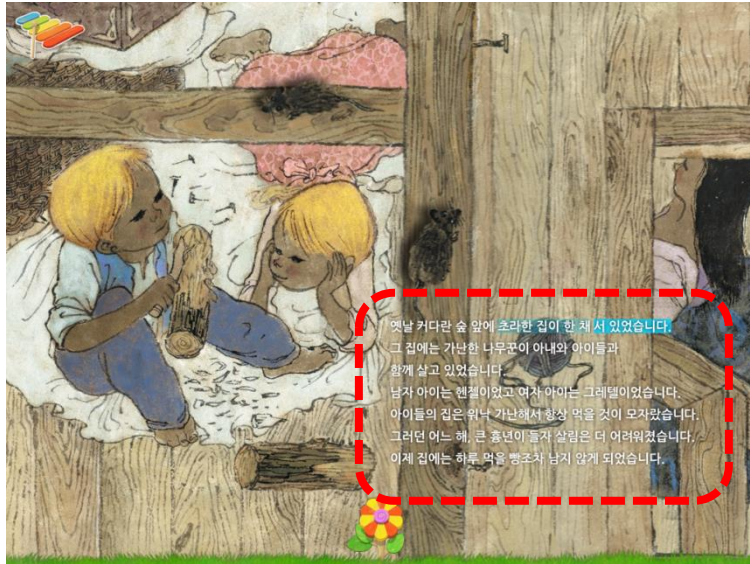 옛날 커다란 숲 앞에 초라한 집이 한 채 서 있었습니다.
그 집에는 가난한 나무꾼이 아내와 아이들과
함께 살고 있었습니다.
남자 아이는 헨젤이었고 여자 아이는 그레텔이었습니다.
아이들의 집은 워낙 가난해서 항상 먹을 것이 모자랐습니다.
그러던 어느 해, 큰 흉년이 들자 살림은 더 어려워졌습니다.
이제 집에는 하루 먹을 빵조차 남지 않게 되었습니다.